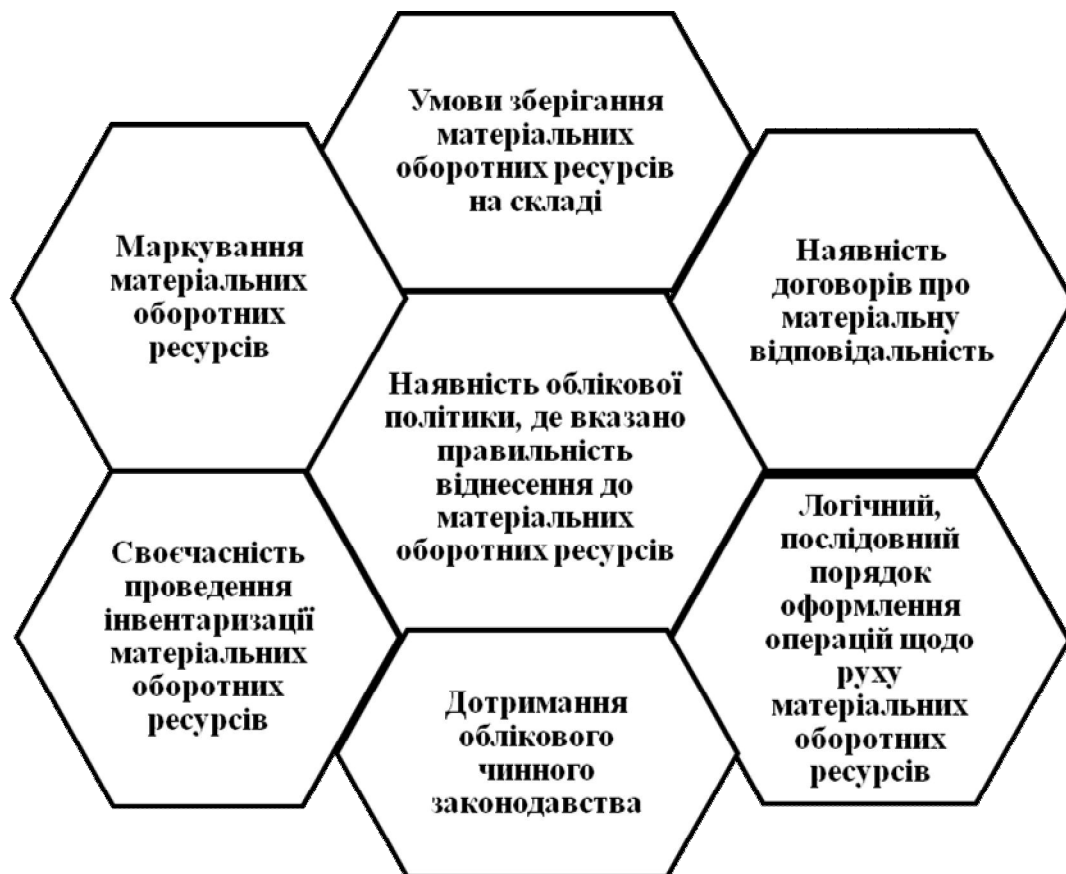 Умови зберігання
матеріальних
оборотних ресурсів
на складі
Маркування
матеріальних
оборотних
ресурсів
Наявність
договорів про
матеріальну
відповідальність
Наявність облікової
політики, де вказано
правильність
віднесення до
матеріальних
оборотних ресурсів
Своєчасність
проведення
інвентаризації
матеріальних
оборотних
ресурсів
Логічний,
послідовний
порядок
оформлення
операцій щодо
руху
матеріальних
оборотних
ресурсів
Дотримання
облікового
чинного
законодавства